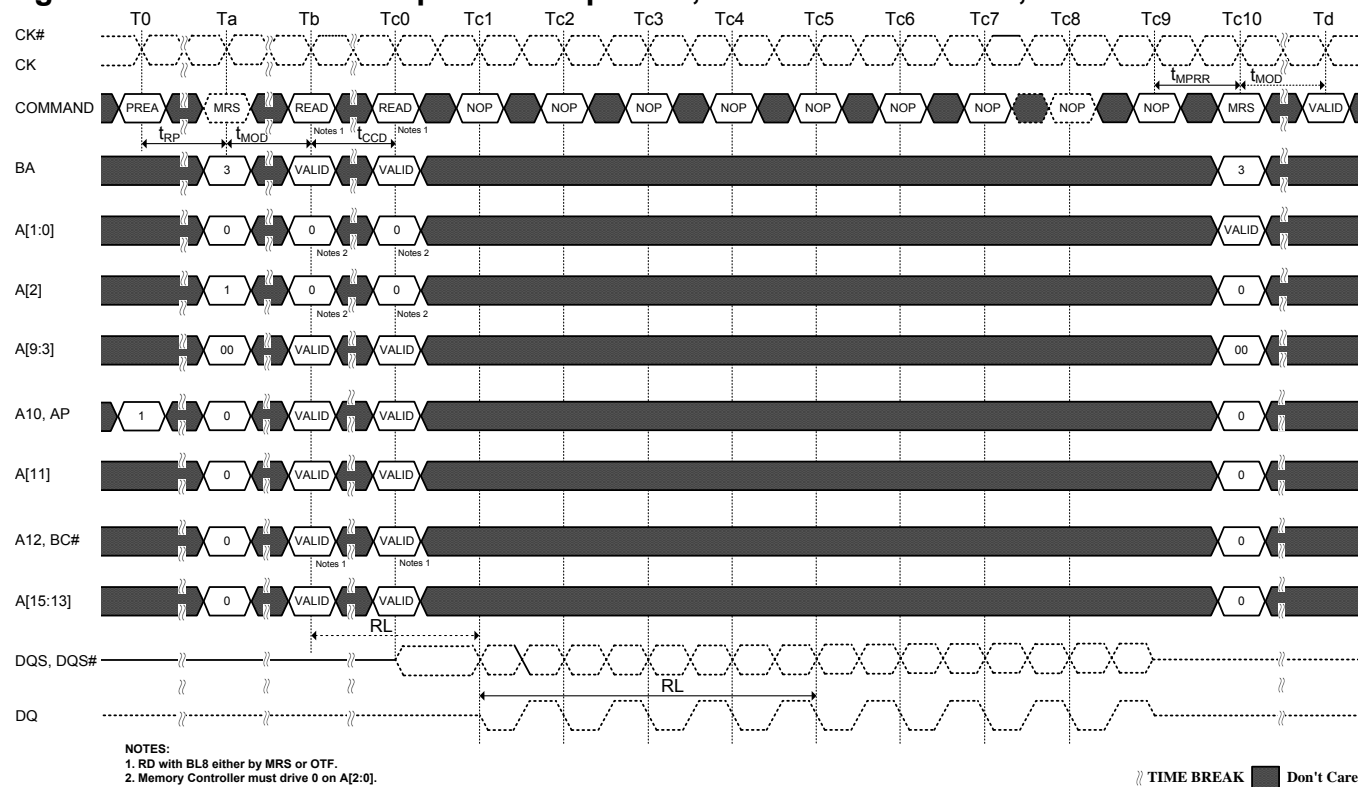 T0 Ta Tb Tc0 Tc1 Tc2 Tc3 Tc4 Tc5 Tc6 Tc7 Tc8 Tc9 Tc10 Td
CK#
CK
tMPRR tMOD
COMMAND PREA MRS READ READ NOP NOP NOP NOP NOP NOP NOP NOP NOP MRS VALID
Notes 1 Notes 1
tRP tMOD tCCD
BA 3 VALID VALID 3
A[1:0] 0 0 0 VALID
Notes 2 Notes 2
A[2] 1 0 0 0
Notes 2 Notes 2
A[9:3] 00 VALID VALID 00
A10, AP 1 0 VALID VALID 0
A[11] 0 VALID VALID 0
A12, BC# 0 VALID VALID 0
Notes 1 Notes 1
A[15:13] 0 VALID VALID 0
RL
DQS, DQS#
RL
DQ
NOTES:
1. RD with BL8 either by MRS or OTF.
2. Memory Controller must drive 0 on A[2:0].
TIME BREAK Don't Care